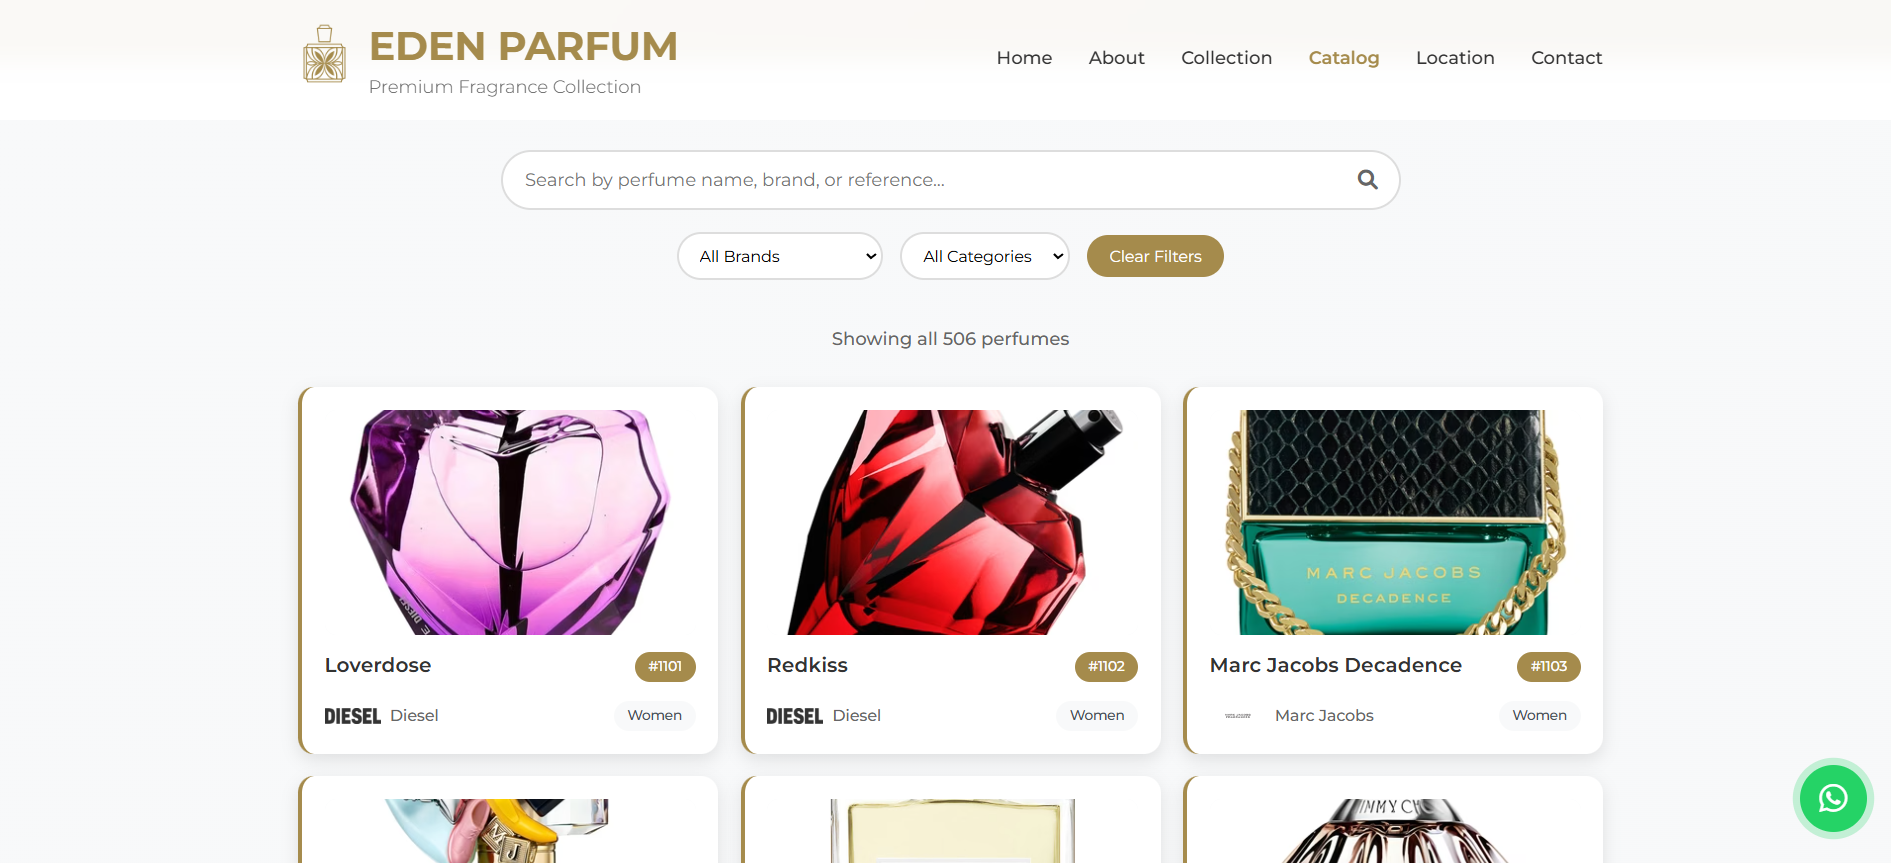 EDEN PARFUM
Premium Fragrance Collection
Home About Collection Catalog Location Contact
Search by perfume name, brand, or reference...
All Brands All Categories Clear Filters
Showing all 506 perfumes
MARC JACOBS
DECADENCE
Loverdose #1101
Redkiss #1102
Marc Jacobs Decadence #1103
DIESEL Diesel Women
DIESEL Diesel Women
Marc Jacobs Women
M
J